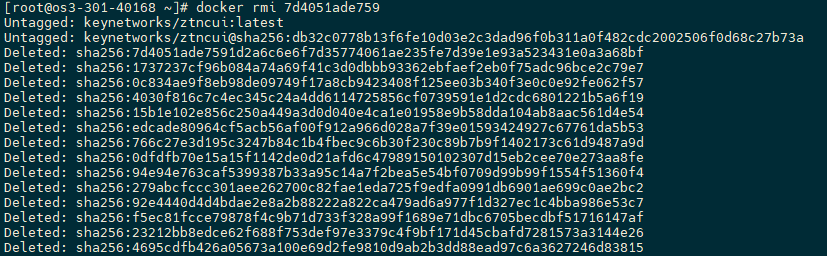 [root@os3-301-40168 ~]# docker rmi 7d4051ade759
Untagged: keynetworks/ztncui:latest
Untagged: keynetworks/ztncui@sha256:db32c0778b13f6fe10d03e2c3dad96f0b311a0f482cdc2002506f0d68c27b73a
Deleted: sha256:7d4051ade7591d2a6c6e6f7d35774061ae235fe7d39e1e93a523431e0a3a68bf
Deleted: sha256:1737237cf96b084a74a69f41c3d0dbbb93362ebfaef2eb0f75adc96bce2c79e7
Deleted: sha256:0c834ae9f8eb98de09749f17a8cb9423408f125ee03b340f3e0c0e92fe062f57
Deleted: sha256:4030f816c7c4ec345c24a4dd6114725856cf0739591e1d2cdc6801221b5a6f19
Deleted: sha256:15b1e102e856c250a449a3d0d040e4ca1e01958e9b58dda104ab8aac561d4e54
Deleted: sha256:edcade80964cf5acb56af00f912a966d028a7f39e01593424927c67761da5b53
Deleted: sha256:766c27e3d195c3247b84c1b4fbec9c6b30f230c89b7b9f1402173c61d9487a9d
Deleted: sha256:0dfdfb70e15a15f1142de0d21afd6c47989150102307d15eb2cee70e273aa8fe
Deleted: sha256:94e94e763caf5399387b33a95c14a7f2bea5e54bf0709d99b99f1554f51360f4
Deleted: sha256:279abcfccc301aee262700c82fae1eda725f9edfa0991db6901ae699c0ae2bc2
Deleted: sha256:92e4440d4d4bdae2e8a2b88222a822ca479ad6a977f1d327ec1c4bba986e53c7
Deleted: sha256:f5ec81fcce79878f4c9b71d733f328a99f1689e71dbc6705becdbf51716147af
Deleted: sha256:23212bb8edce62f688f753def97e3379c4f9bf171d45cbafd7281573a3144e26
Deleted: sha256:4695cdfb426a05673a100e69d2fe9810d9ab2b3dd88ead97c6a3627246d83815